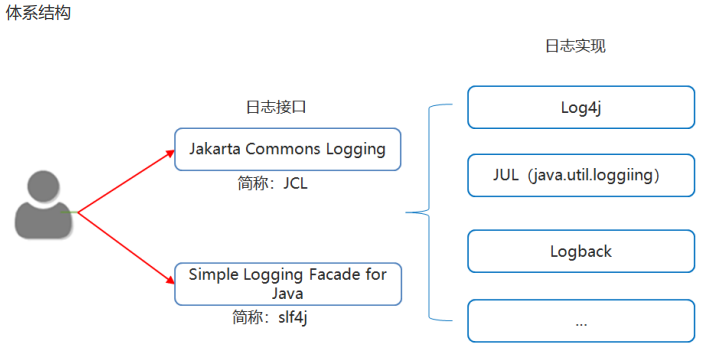 体系结构
日志实现
日志接口
Log4j
Jakarta Commons Logging
简称：JCL
JUL（java.util.loggiing）
Logback
Simple Logging Facade for
Java
简称：slf4j
...